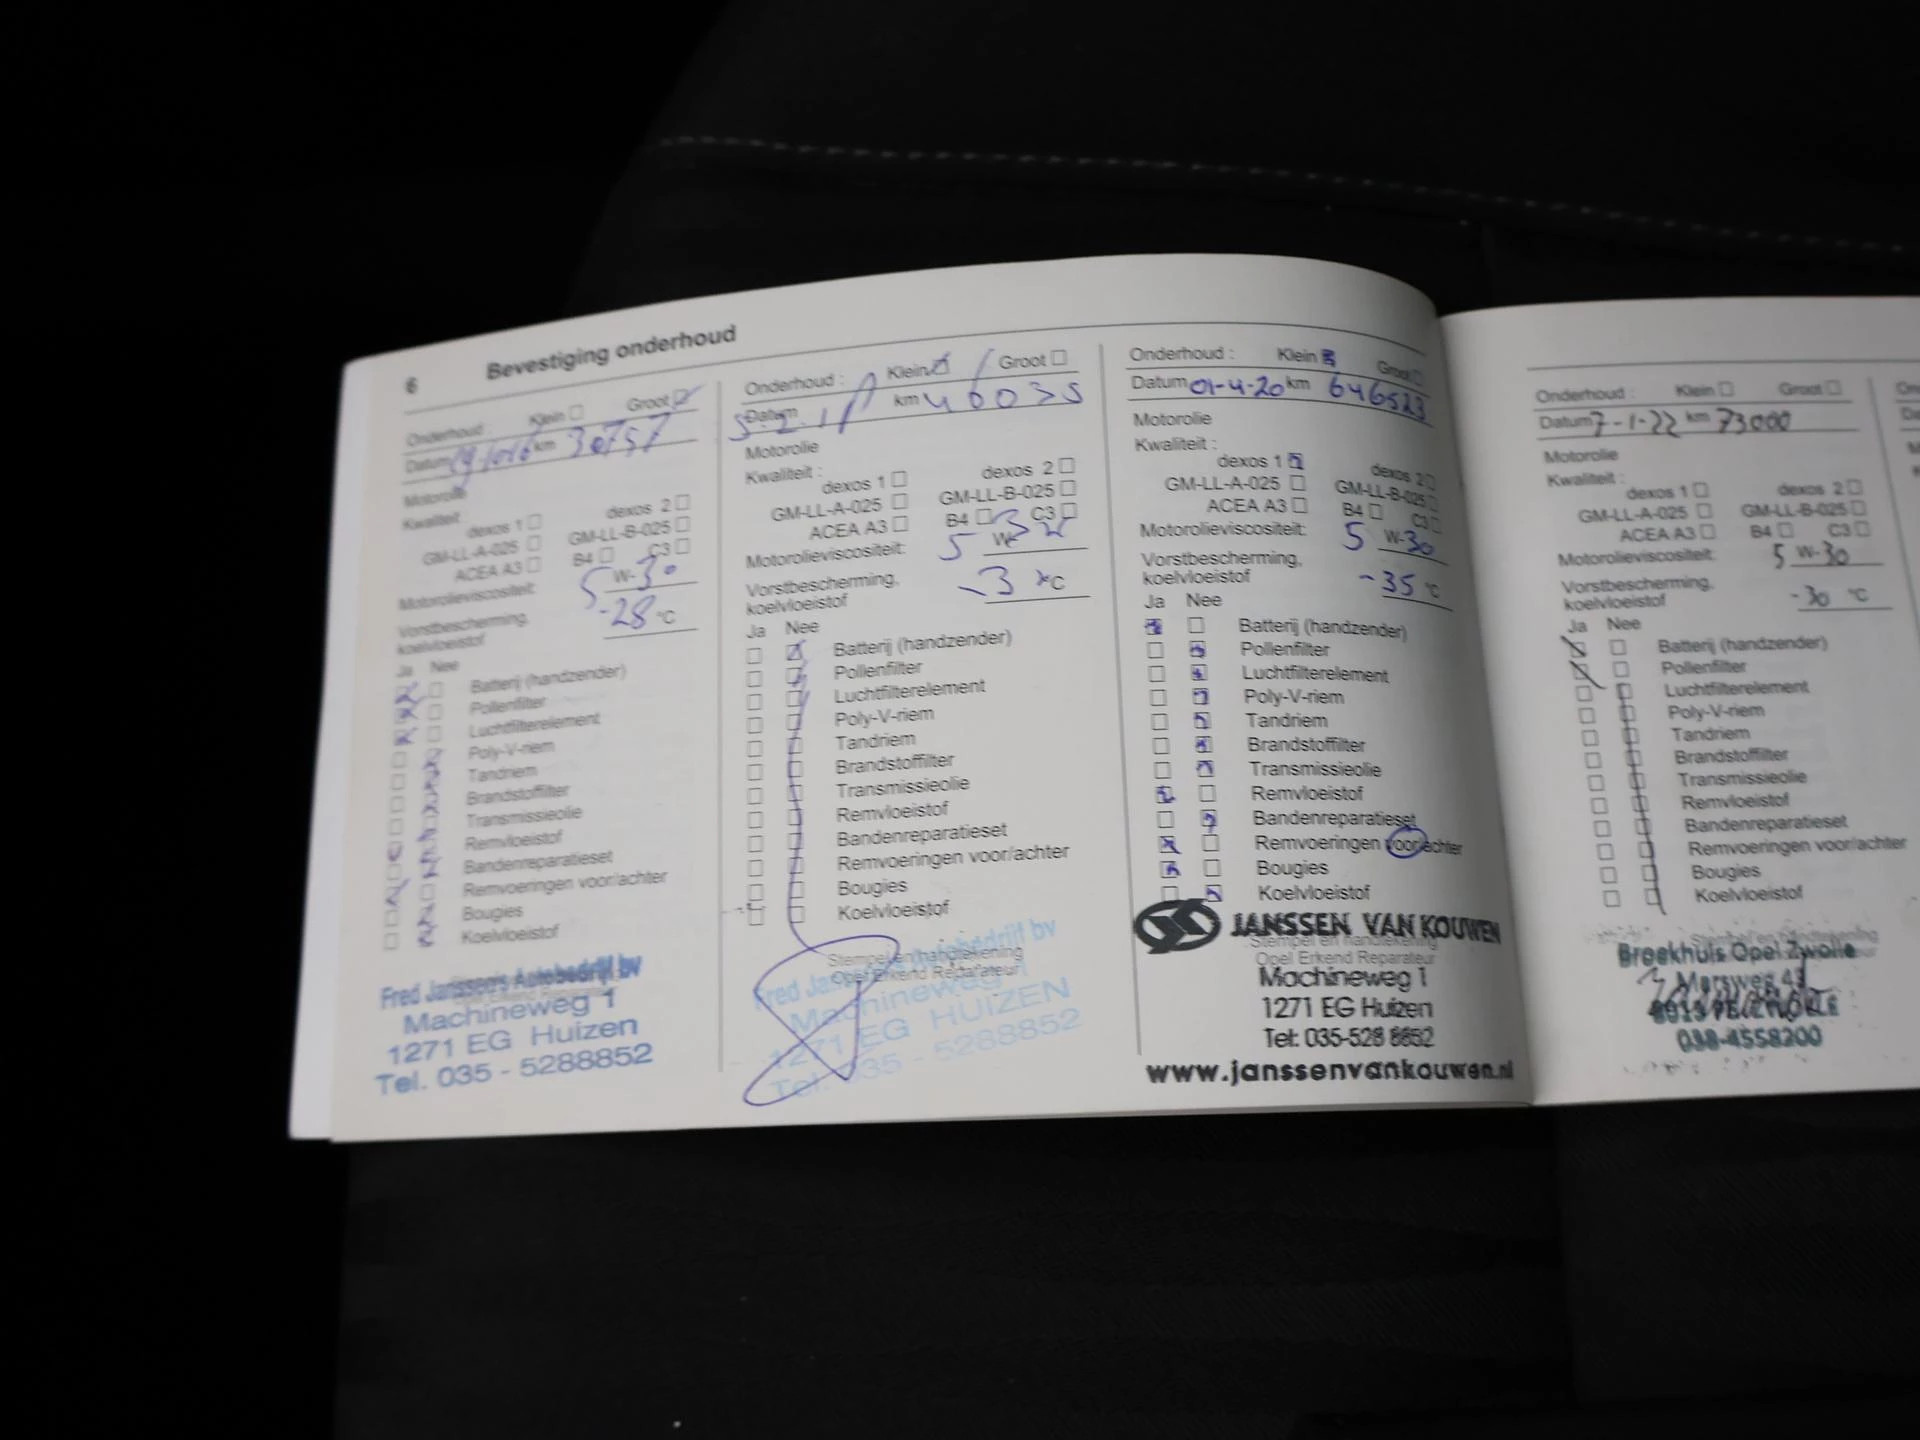 6 Bevestiging onderhoud
Onderhoud : Klein Groot
Datum km 30757
Motorolie
Kwaliteit :
dexos 1 dexos 2
GM-LL-A-025 GM-LL-B-025
ACEA A3 B4 C3
Motorolieviscositeit: 5 W-30
Vorstbescherming,
koelvloeistof -28 °C
Ja Nee
Batterij (handzender)
Pollenfilter
Luchtfilterelement
Poly-V-riem
Tandriem
Brandstoffilter
Transmissieolie
Remvloeistof
Bandenreparatieset
Remvoeringen voor/achter
Bougies
Koelvloeistof
Fred Janssen's Autobedrijf bv
Machineweg 1
1271 EG Huizen
Tel. 035 - 5288852
Onderhoud : Klein Groot
Datum km
Motorolie
Kwaliteit :
dexos 1 dexos 2
GM-LL-A-025 GM-LL-B-025
ACEA A3 B4 C3
Motorolieviscositeit: 5 W-
Vorstbescherming,
koelvloeistof °C
Ja Nee
Batterij (handzender)
Pollenfilter
Luchtfilterelement
Poly-V-riem
Tandriem
Brandstoffilter
Transmissieolie
Remvloeistof
Bandenreparatieset
Remvoeringen voor/achter
Bougies
Koelvloeistof
Stempel en handtekening
Opel Erkend Reparateur
Fred Janssen's Autobedrijf bv
Machineweg 1
1271 EG HUIZEN
Tel. 035 - 5288852
Onderhoud : Klein Groot
Datum 01-4-20 km
Motorolie
Kwaliteit :
dexos 1 dexos 2
GM-LL-A-025 GM-LL-B-025
ACEA A3 B4 C3
Motorolieviscositeit: 5 W-30
Vorstbescherming,
koelvloeistof -35 °C
Ja Nee
Batterij (handzender)
Pollenfilter
Luchtfilterelement
Poly-V-riem
Tandriem
Brandstoffilter
Transmissieolie
Remvloeistof
Bandenreparatieset
Remvoeringen voor/achter
Bougies
Koelvloeistof
JANSSEN VAN KOUWEN
Stempel en handtekening
Opel Erkend Reparateur
Machineweg 1
1271 EG Huizen
Tel: 035-528 8852
www.janssenvankouwen.nl
Onderhoud : Klein Groot
Datum 7-1-22 km 73000
Motorolie
Kwaliteit :
dexos 1 dexos 2
GM-LL-A-025 GM-LL-B-025
ACEA A3 B4 C3
Motorolieviscositeit: 5 W-30
Vorstbescherming,
koelvloeistof -30 °C
Ja Nee
Batterij (handzender)
Pollenfilter
Luchtfilterelement
Poly-V-riem
Tandriem
Brandstoffilter
Transmissieolie
Remvloeistof
Bandenreparatieset
Remvoeringen voor/achter
Bougies
Koelvloeistof
Broekhuis Opel Zwolle
Marsweg 43
ZWOLLE
038-4558200